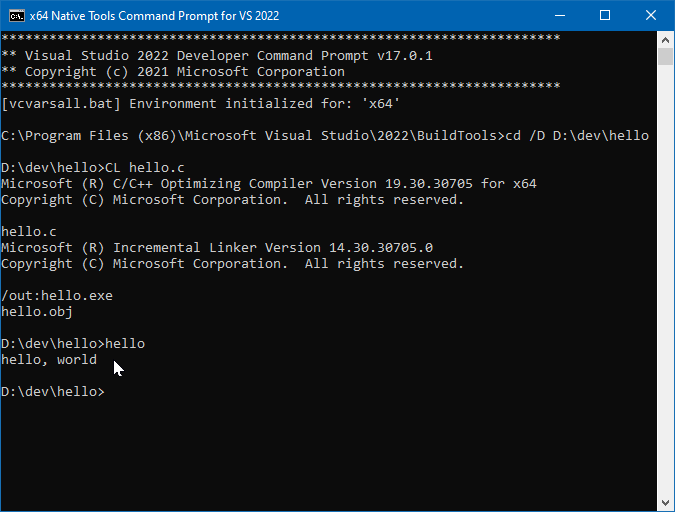 x64 Native Tools Command Prompt for VS 2022
**********************************************************************
** Visual Studio 2022 Developer Command Prompt v17.0.1
** Copyright (c) 2021 Microsoft Corporation
**********************************************************************
[vcvarsall.bat] Environment initialized for: 'x64'
C:\Program Files (x86)\Microsoft Visual Studio\2022\BuildTools>cd /D D:\dev\hello
D:\dev\hello>CL hello.c
Microsoft (R) C/C++ Optimizing Compiler Version 19.30.30705 for x64
Copyright (C) Microsoft Corporation.  All rights reserved.
hello.c
Microsoft (R) Incremental Linker Version 14.30.30705.0
Copyright (C) Microsoft Corporation.  All rights reserved.
/out:hello.exe
hello.obj
D:\dev\hello>hello
hello, world
D:\dev\hello>